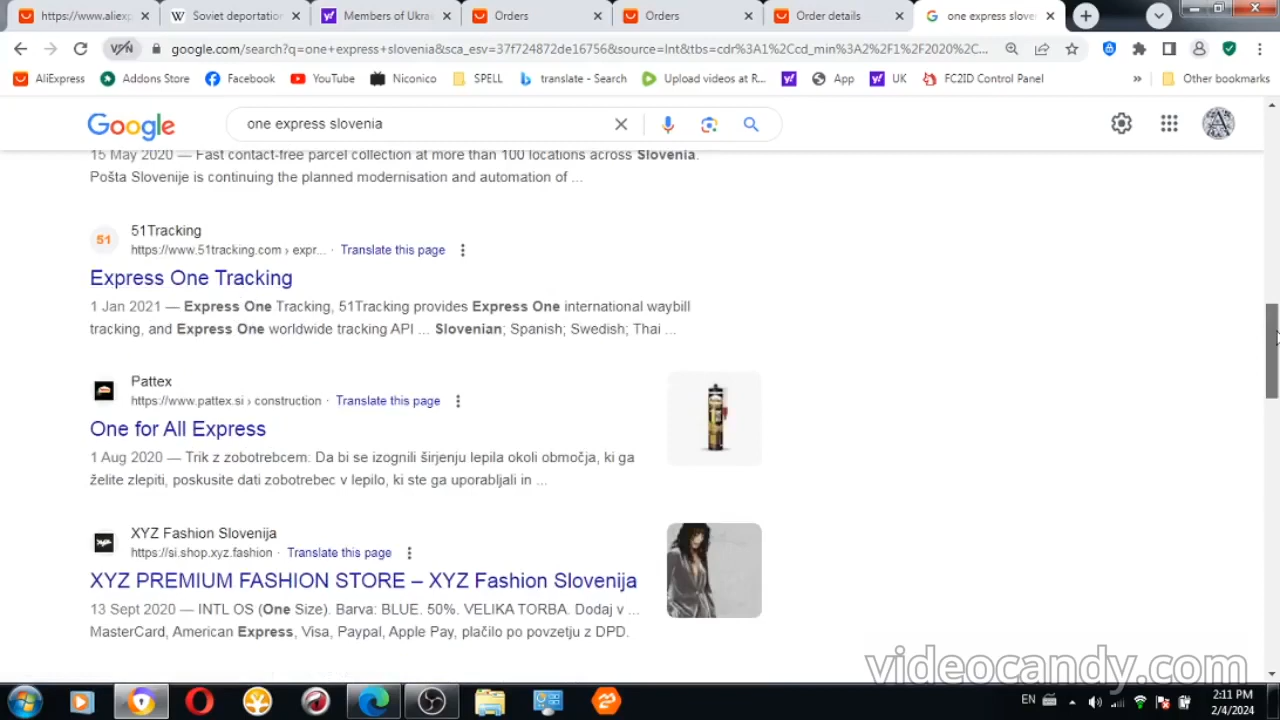 https://www.aliexp
Soviet deportation
Members of Ukrai
Orders
Orders
Order details
one express slove
VPN
google.com/search?q=one+express+slovenia&sca_esv=37f724872de16756&source=lnt&tbs=cdr%3A1%2Ccd_min%3A2%2F1%2F2020%2C...
AliExpress
Addons Store
Facebook
YouTube
Niconico
SPELL
translate - Search
Upload videos at R...
App
UK
FC2ID Control Panel
»
Other bookmarks
Google
one express slovenia
15 May 2020 — Fast contact-free parcel collection at more than 100 locations across Slovenia.
Pošta Slovenije is continuing the planned modernisation and automation of ...
51
51Tracking
https://www.51tracking.com › expr... · Translate this page
Express One Tracking
1 Jan 2021 — Express One Tracking, 51Tracking provides Express One international waybill
tracking, and Express One worldwide tracking API ... Slovenian; Spanish; Swedish; Thai ...
Pattex
https://www.pattex.si › construction · Translate this page
One for All Express
1 Aug 2020 — Trik z zobotrebcem: Da bi se izognili širjenju lepila okoli območja, ki ga
želite zlepiti, poskusite dati zobotrebec v lepilo, ki ste ga uporabljali in ...
XYZ Fashion Slovenija
https://si.shop.xyz.fashion · Translate this page
XYZ PREMIUM FASHION STORE – XYZ Fashion Slovenija
13 Sept 2020 — INTL OS (One Size). Barva: BLUE. 50%. VELIKA TORBA. Dodaj v ...
MasterCard, American Express, Visa, Paypal, Apple Pay, plačilo po povzetju z DPD.
videocandy.com
EN
2:11 PM
2/4/2024